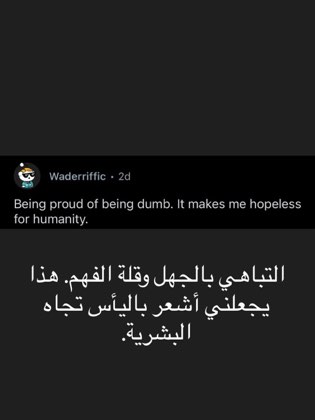 Waderriffic • 2d
Being proud of being dumb. It makes me hopeless
for humanity.
التباهي بالجهل وقلة الفهم. هذا
يجعلني أشعر باليأس تجاه
البشرية.